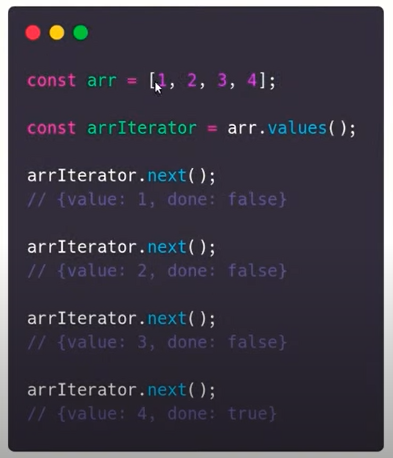 const arr = [1, 2, 3, 4];
const arrIterator = arr.values();
arrIterator.next();
// {value: 1, done: false}
arrIterator.next();
// {value: 2, done: false}
arrIterator.next();
// {value: 3, done: false}
arrIterator.next();
// {value: 4, done: true}